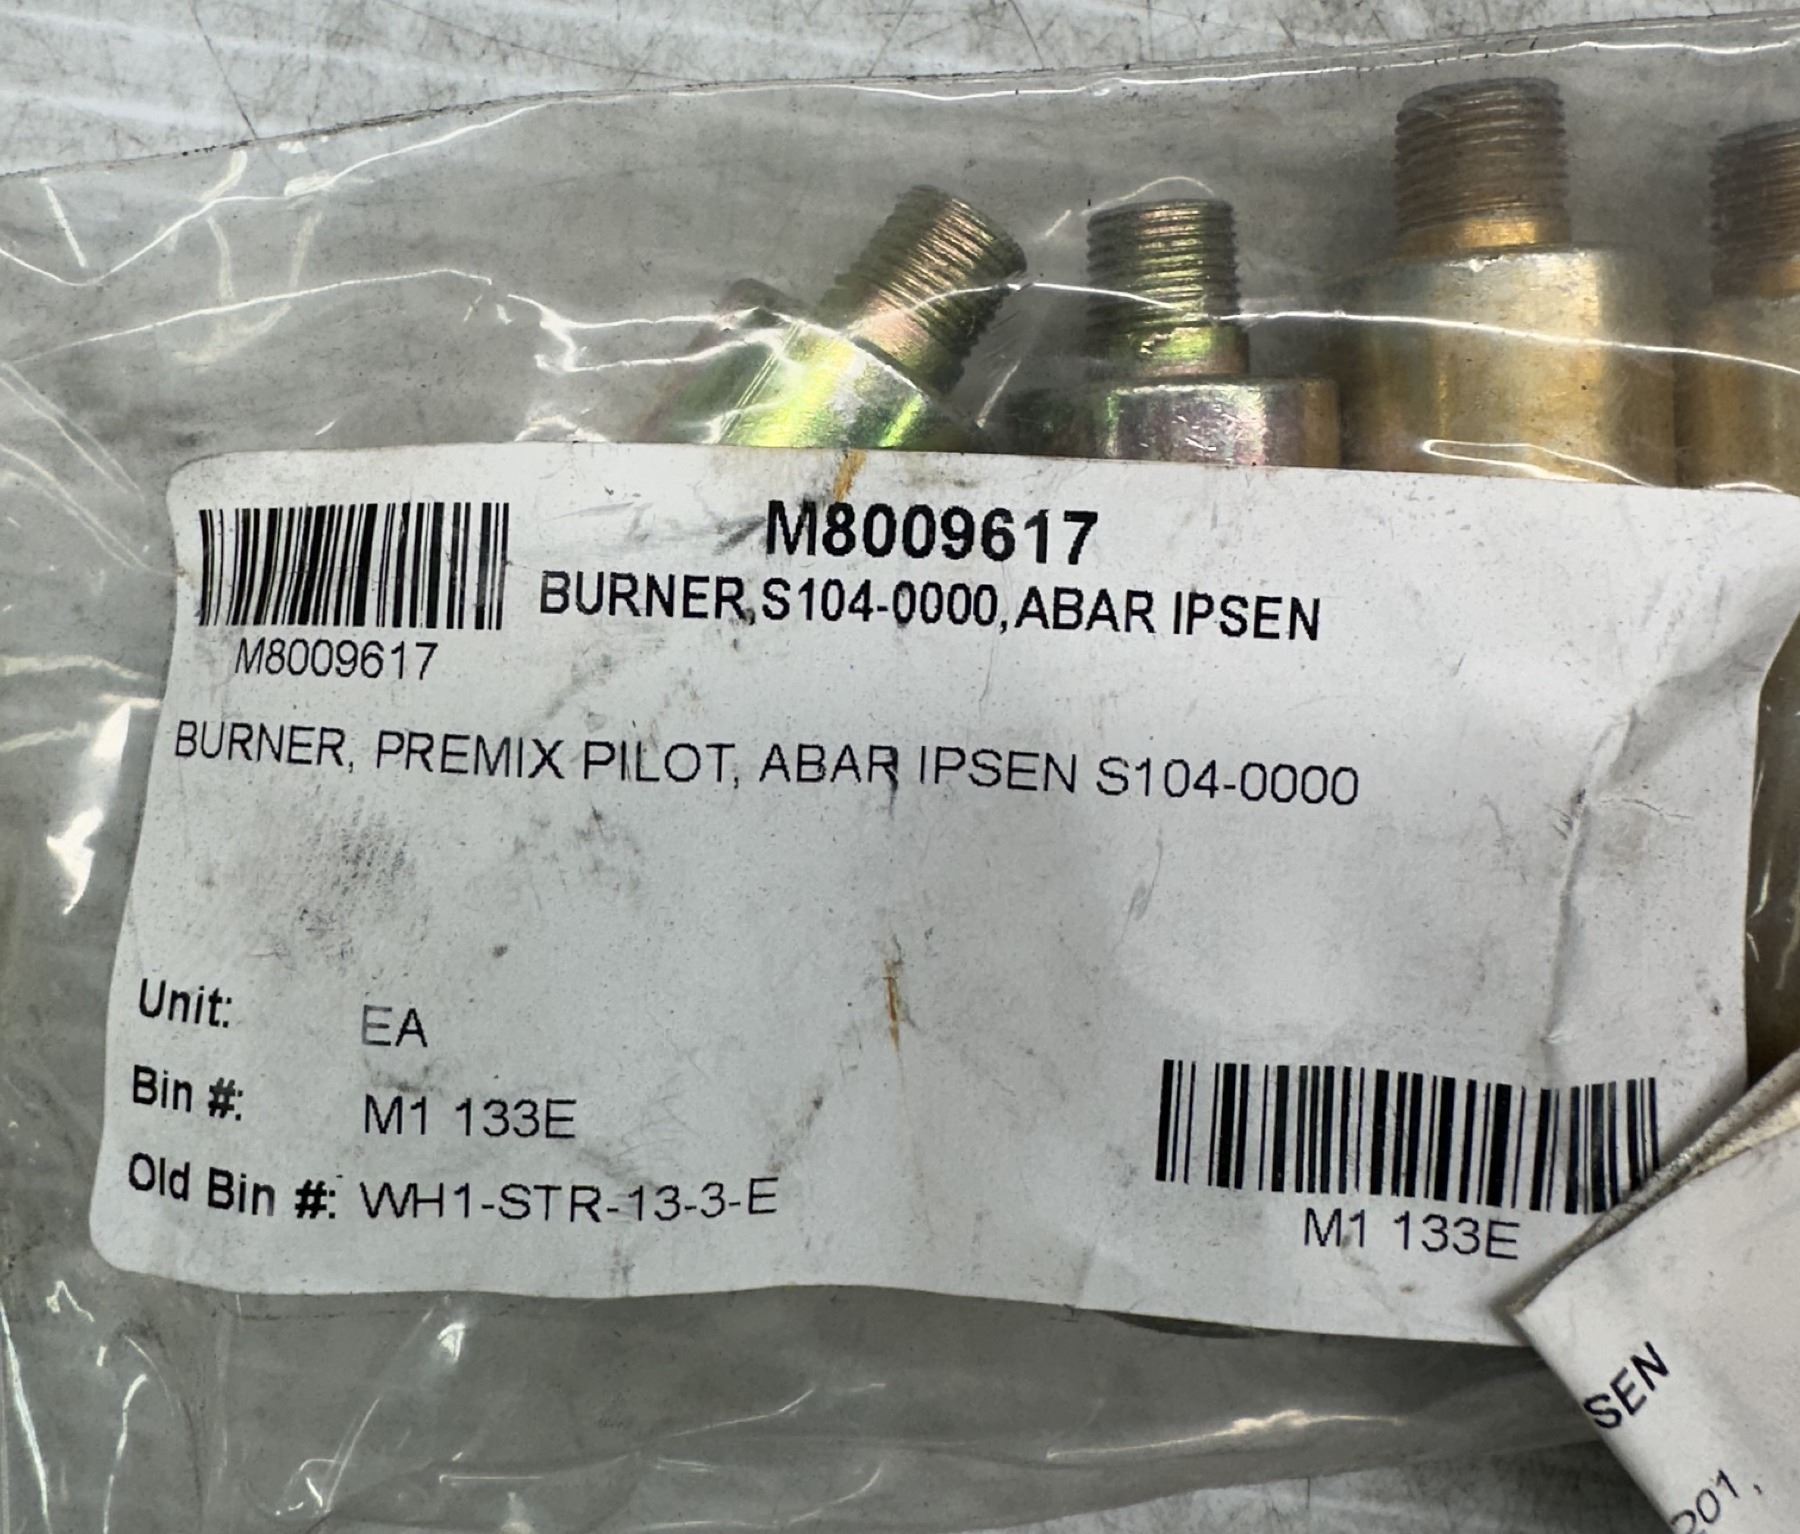 M8009617
BURNER,S104-0000,ABAR IPSEN
M8009617
BURNER, PREMIX PILOT, ABAR IPSEN S104-0000
Unit: EA
Bin #: M1 133E
Old Bin #: WH1-STR-13-3-E
M1 133E
SEN
201,